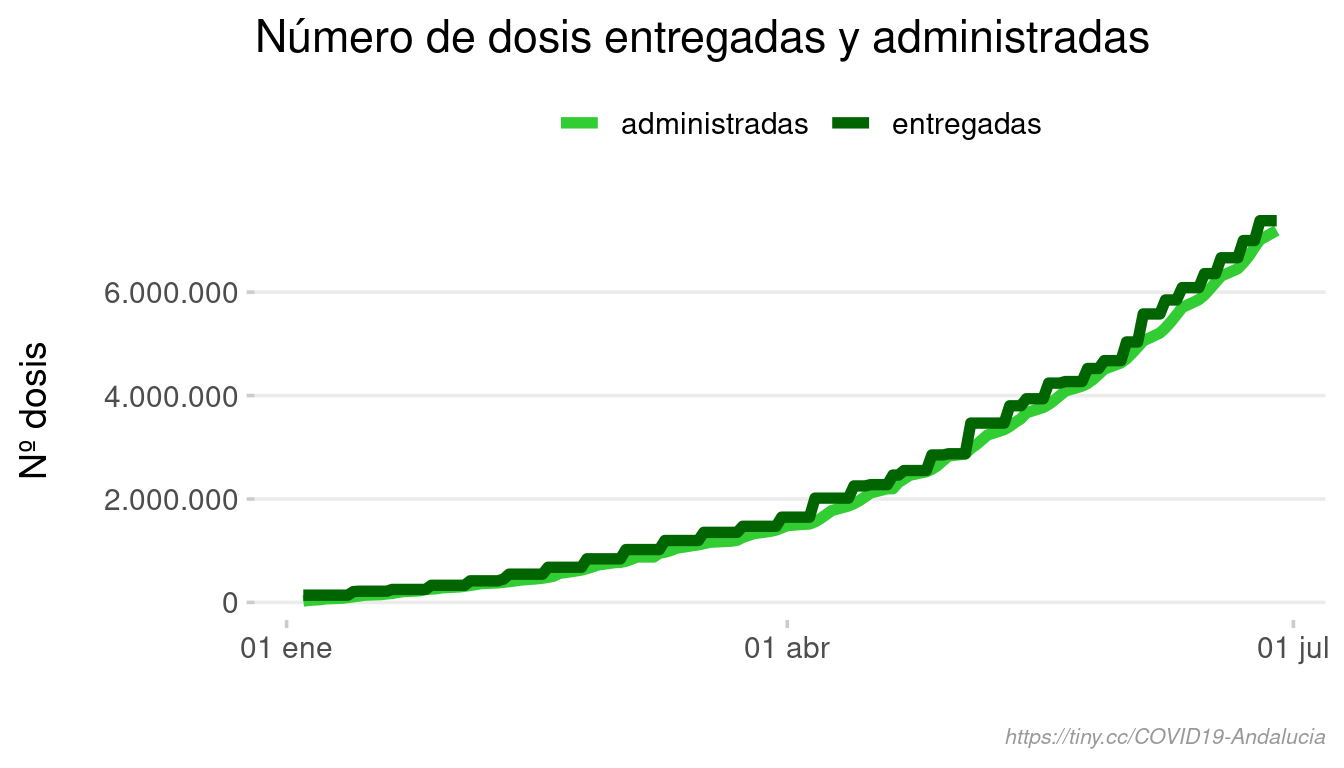 Número de dosis entregadas y administradas
administradas entregadas
Nº dosis
6.000.000
4.000.000
2.000.000
0
01 ene 01 abr 01 jul
https://tiny.cc/COVID19-Andalucia